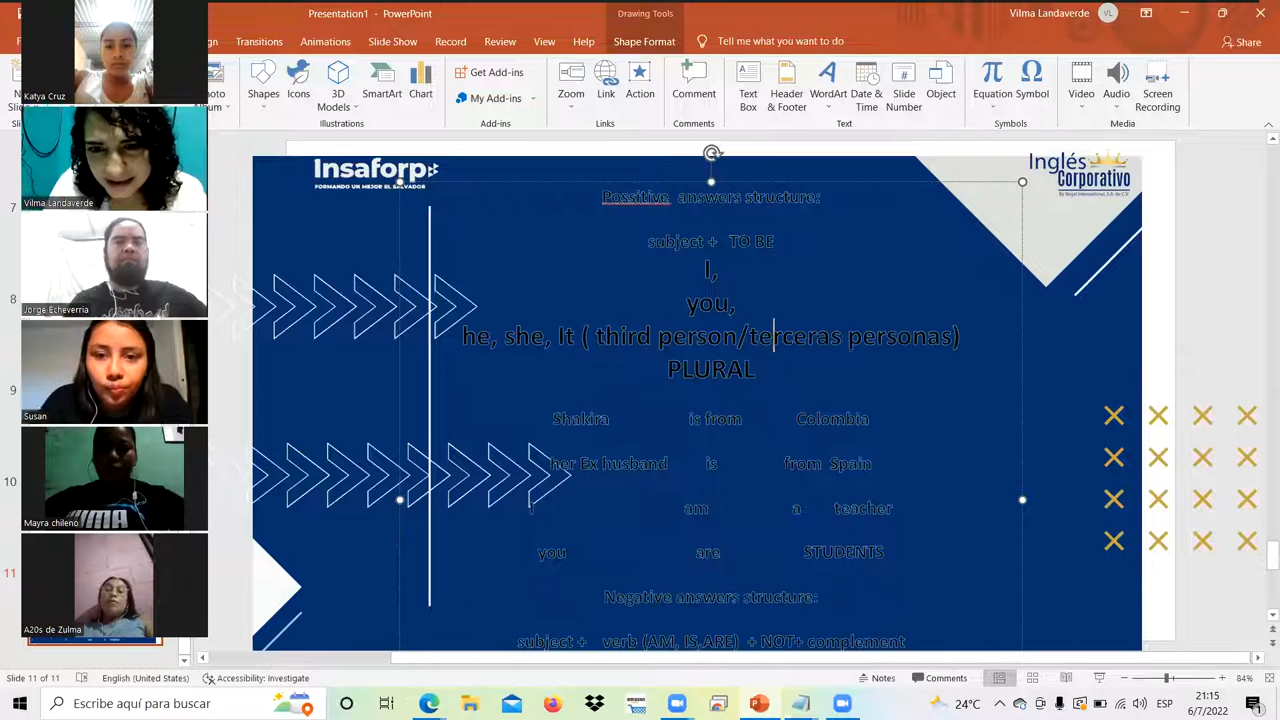 Presentation1 - PowerPoint
Drawing Tools
Vilma Landaverde
VL
Transitions
Animations
Slide Show
Record
Review
View
Help
Shape Format
Tell me what you want to do
Share
Shapes
Icons
3D
Models
SmartArt
Chart
Get Add-ins
My Add-ins
Zoom
Link
Action
Comment
Text
Box
Header
& Footer
WordArt
Date &
Time
Slide
Number
Object
Equation
Symbol
Video
Audio
Screen
Recording
Illustrations
Add-ins
Links
Comments
Text
Symbols
Media
Katya Cruz
Vilma Landaverde
Jorge Echeverria
Susan
Mayra chileno
A20s de Zulma
8
9
10
11
Insaforp
FORMANDO UN MEJOR EL SALVADOR
Inglés
Corporativo
Possitive answers structure:
subject + TO BE
I,
you,
he, she, It ( third person/terceras personas)
PLURAL
Shakira is from Colombia
her Ex husband is from Spain
I am a teacher
you are STUDENTS
Negative answers structure:
subject + verb (AM, IS,ARE) + NOT+ complement
Slide 11 of 11
English (United States)
Accessibility: Investigate
Notes
Comments
84%
Escribe aquí para buscar
24°C
ESP
21:15
6/7/2022